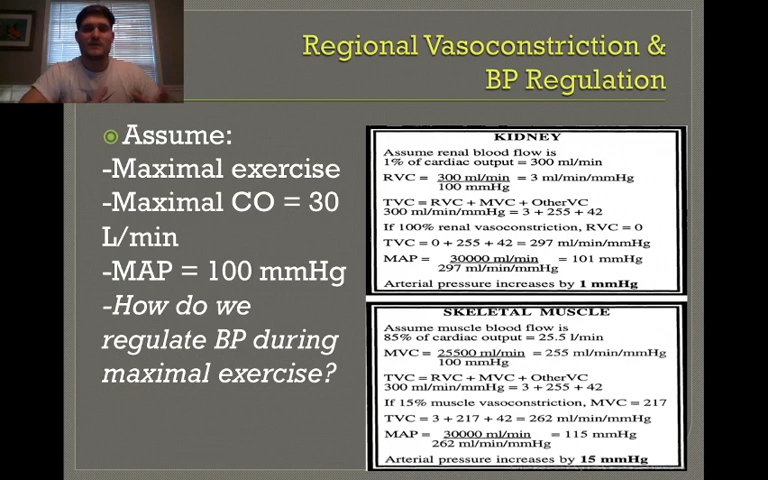 Regional Vasoconstriction &
BP Regulation
Assume:
-Maximal exercise
-Maximal CO = 30
L/min
-MAP = 100 mmHg
-How do we
regulate BP during
maximal exercise?
KIDNEY
Assume renal blood flow is
1% of cardiac output = 300 ml/min
RVC = 300 ml/min = 3 ml/min/mmHg
100 mmHg
TVC = RVC + MVC + OtherVC
300 ml/min/mmHg = 3 + 255 + 42
If 100% renal vasoconstriction, RVC = 0
TVC = 0 + 255 + 42 = 297 ml/min/mmHg
MAP = 30000 ml/min = 101 mmHg
297 ml/min/mmHg
Arterial pressure increases by 1 mmHg
SKELETAL MUSCLE
Assume muscle blood flow is
85% of cardiac output = 25.5 l/min
MVC = 25500 ml/min = 255 ml/min/mmHg
100 mmHg
TVC = RVC + MVC + OtherVC
300 ml/min/mmHg = 3 + 255 + 42
If 15% muscle vasoconstriction, MVC = 217
TVC = 3 + 217 + 42 = 262 ml/min/mmHg
MAP = 30000 ml/min = 115 mmHg
262 ml/min/mmHg
Arterial pressure increases by 15 mmHg